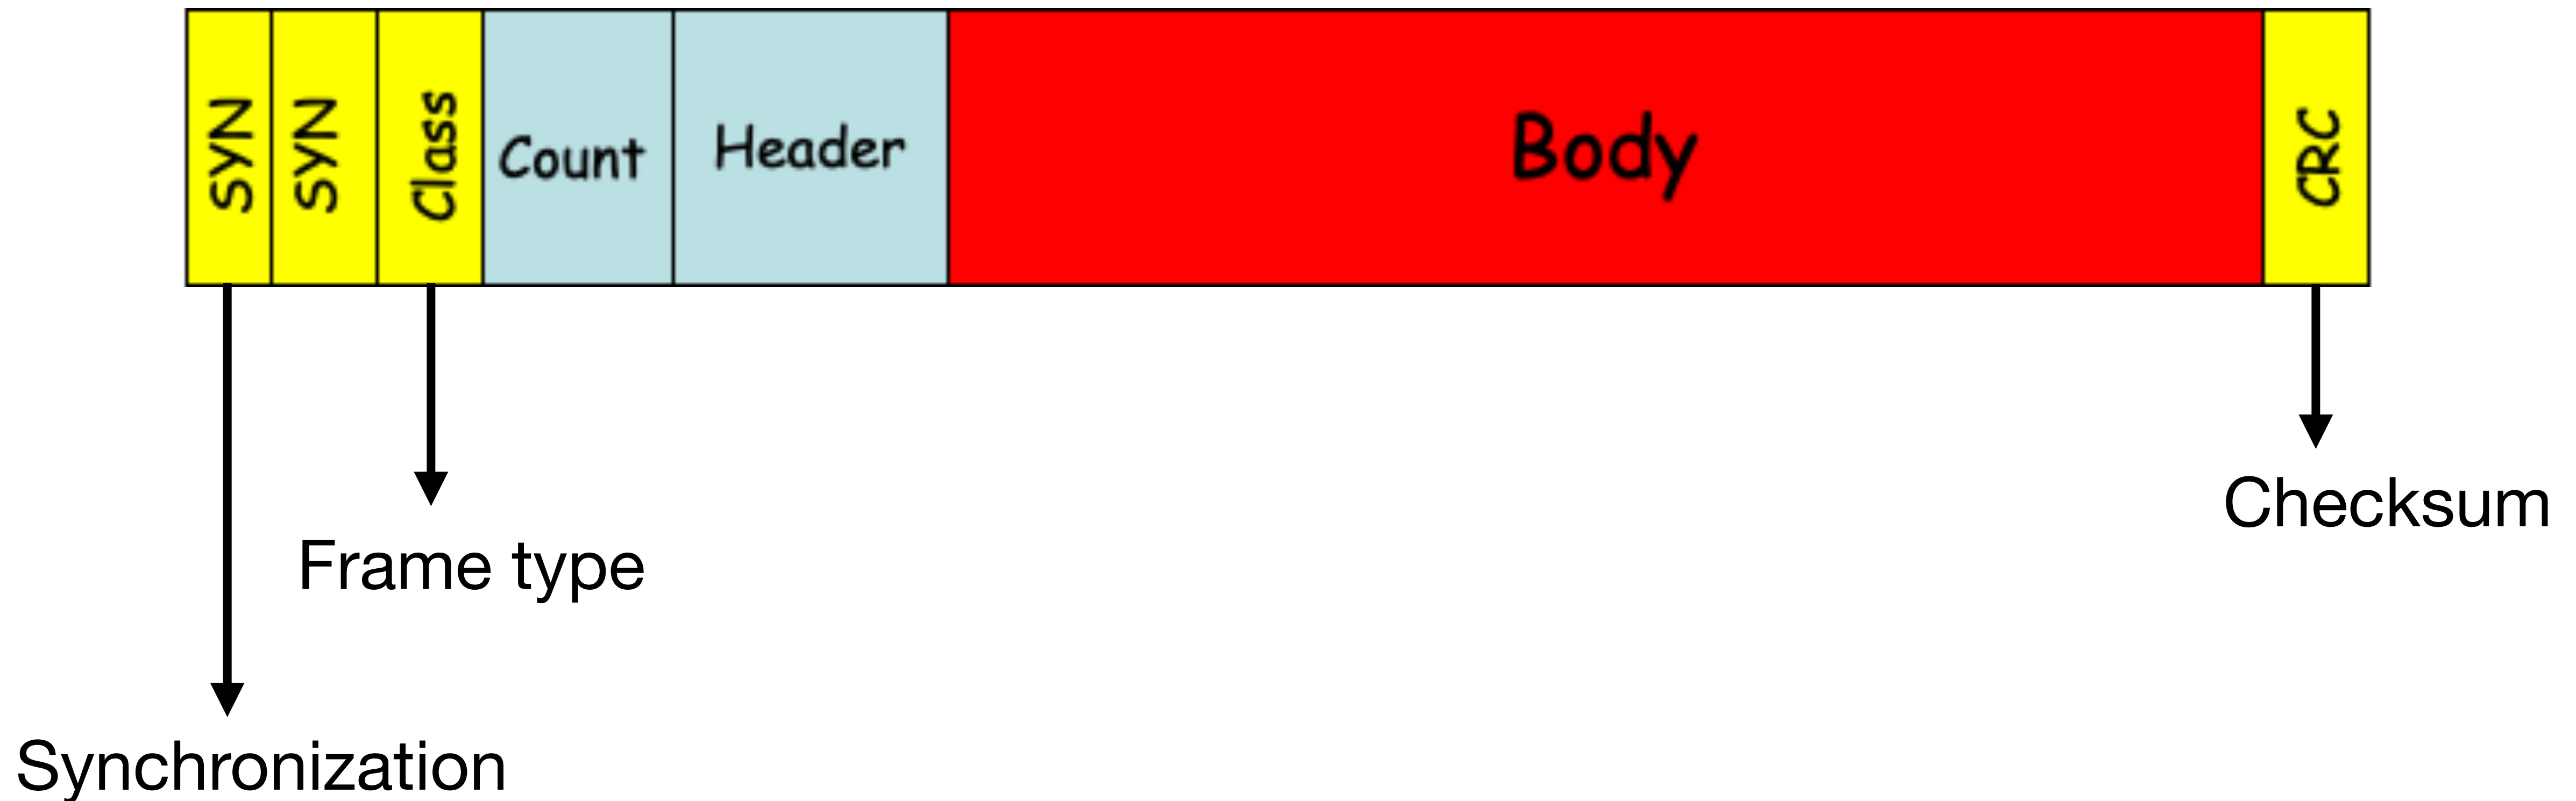 SYN
SYN
Class
Count
Header
Body
CRC
Checksum
Frame type
Synchronization